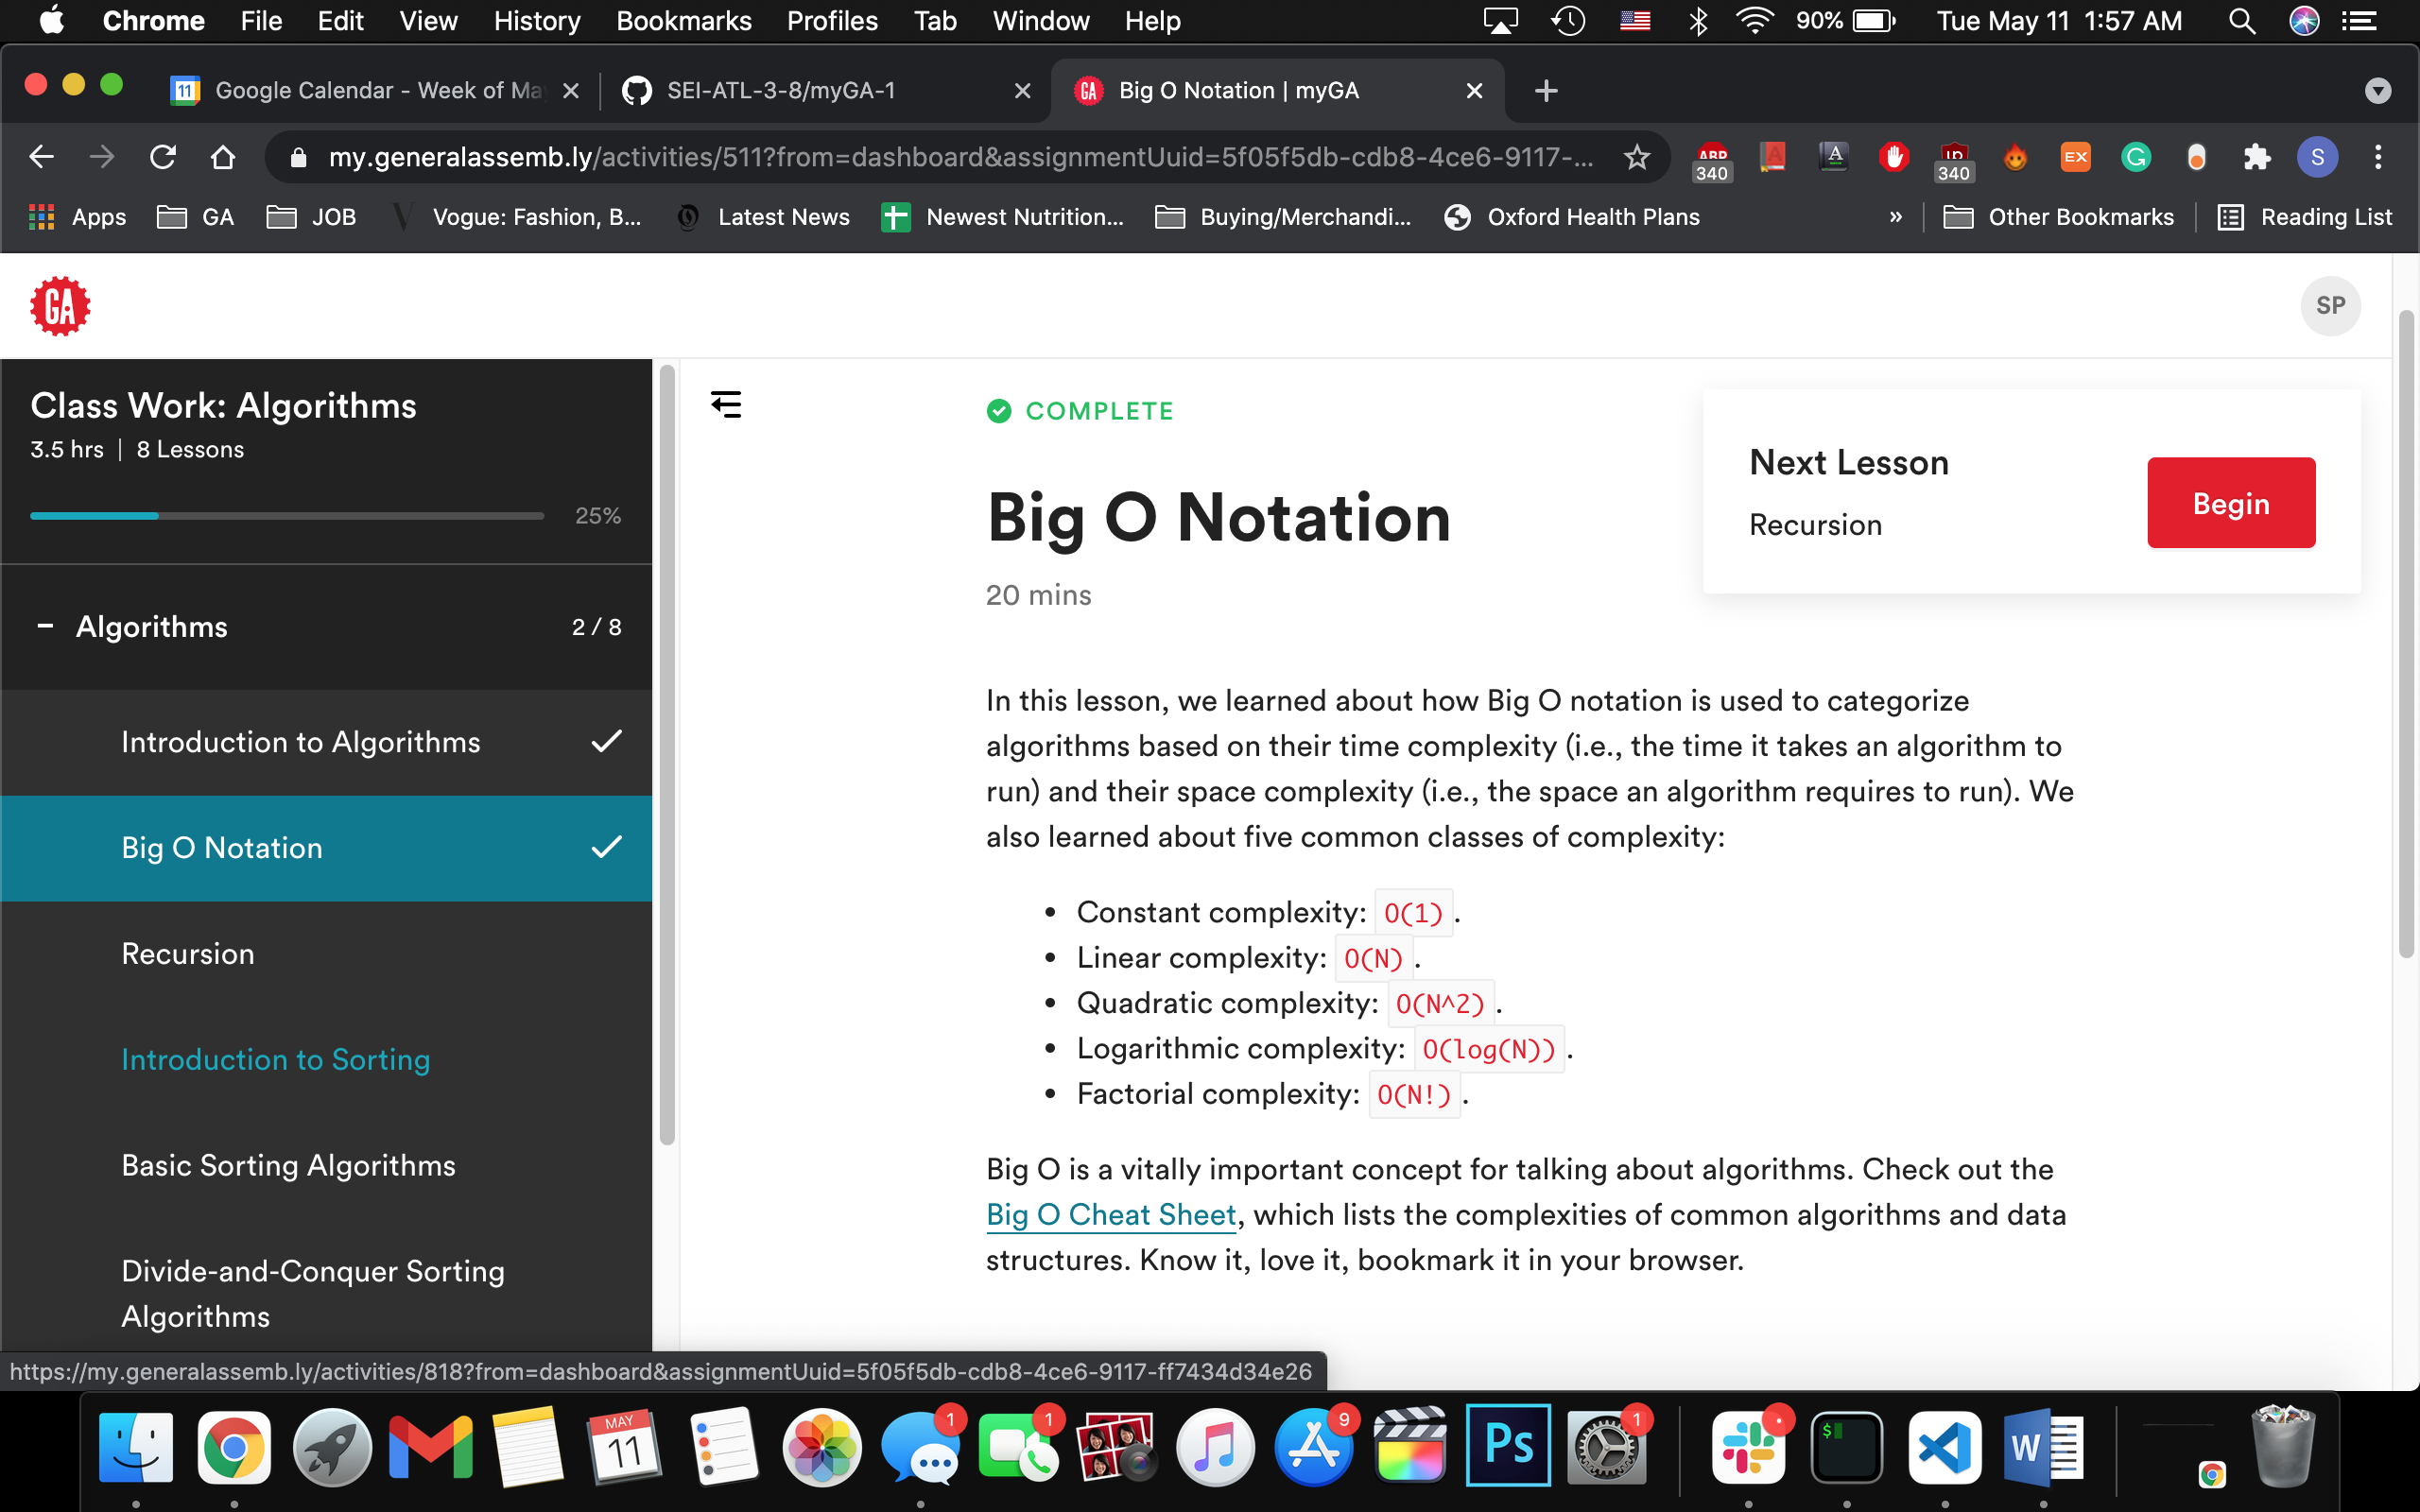 Chrome File Edit View History Bookmarks Profiles Tab Window Help 90% Tue May 11 1:57 AM
11 Google Calendar - Week of Ma SEI-ATL-3-8/myGA-1 GA Big O Notation | myGA
my.generalassemb.ly/activities/511?from=dashboard&assignmentUuid=5f05f5db-cdb8-4ce6-9117-... ABP 340 A A 340 EX G S
Apps GA JOB Vogue: Fashion, B... Latest News Newest Nutrition... Buying/Merchandi... Oxford Health Plans » Other Bookmarks Reading List
GA SP
Class Work: Algorithms
3.5 hrs | 8 Lessons
25%
Algorithms 2 / 8
Introduction to Algorithms
Big O Notation
Recursion
Introduction to Sorting
Basic Sorting Algorithms
Divide-and-Conquer Sorting
Algorithms
COMPLETE
Big O Notation
20 mins
Next Lesson
Recursion
Begin
In this lesson, we learned about how Big O notation is used to categorize
algorithms based on their time complexity (i.e., the time it takes an algorithm to
run) and their space complexity (i.e., the space an algorithm requires to run). We
also learned about five common classes of complexity:
• Constant complexity: O(1).
• Linear complexity: O(N).
• Quadratic complexity: O(N^2).
• Logarithmic complexity: O(log(N)).
• Factorial complexity: O(N!).
Big O is a vitally important concept for talking about algorithms. Check out the
Big O Cheat Sheet, which lists the complexities of common algorithms and data
structures. Know it, love it, bookmark it in your browser.
https://my.generalassemb.ly/activities/818?from=dashboard&assignmentUuid=5f05f5db-cdb8-4ce6-9117-ff7434d34e26
MAY 11 1 1 9 Ps 1 $ W